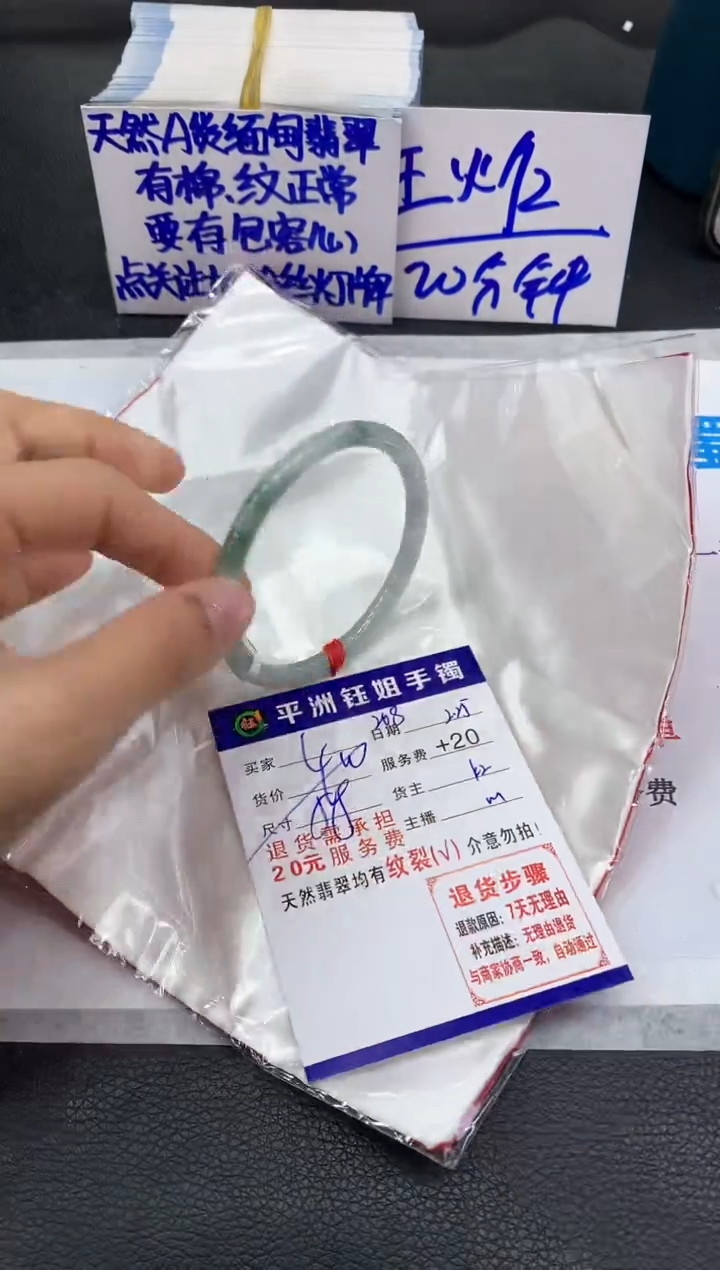 天然A货缅甸翡翠
有棉、纹正常
要有包容心
点关注
灯牌
20分钟
平洲钰姐手镯
买家
268
日期
货价
服务费 +20
尺寸
货主
主播
退货需承担
20元服务费
天然翡翠均有纹裂(√) 介意勿拍!
退货步骤
退款原因: 7天无理由
补充描述: 无理由退货
与商家协商一致, 自动通过
费